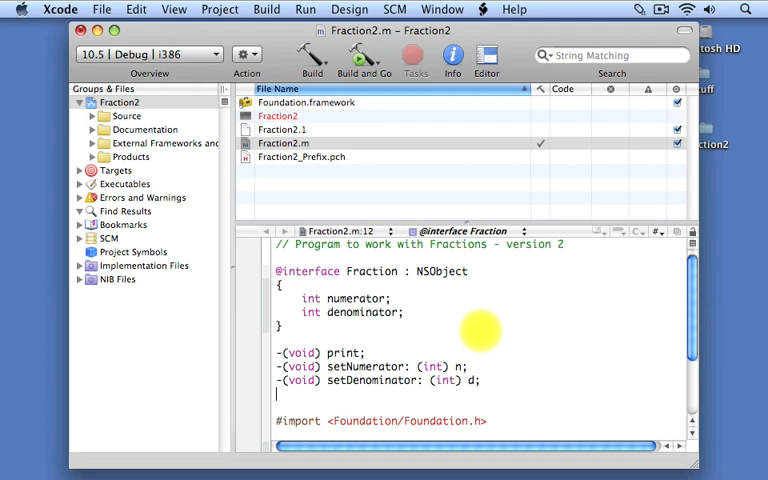 Xcode File Edit View Project Build Run Design SCM Window Help
Fraction2.m – Fraction2
tosh HD
10.5 | Debug | i386
String Matching
Overview Action Build Build and Go Tasks Info Editor Search
Groups & Files
File Name
Code
Fraction2
Source
Documentation
External Frameworks and
Products
Targets
Executables
Errors and Warnings
Find Results
Bookmarks
SCM
Project Symbols
Implementation Files
NIB Files
Foundation.framework
Fraction2
Fraction2.1
Fraction2.m
Fraction2_Prefix.pch
uff
ction2
Fraction2.m:12
@interface Fraction
// Program to work with Fractions - version 2
@interface Fraction : NSObject
{
int numerator;
int denominator;
}
-(void) print;
-(void) setNumerator: (int) n;
-(void) setDenominator: (int) d;
#import <Foundation/Foundation.h>